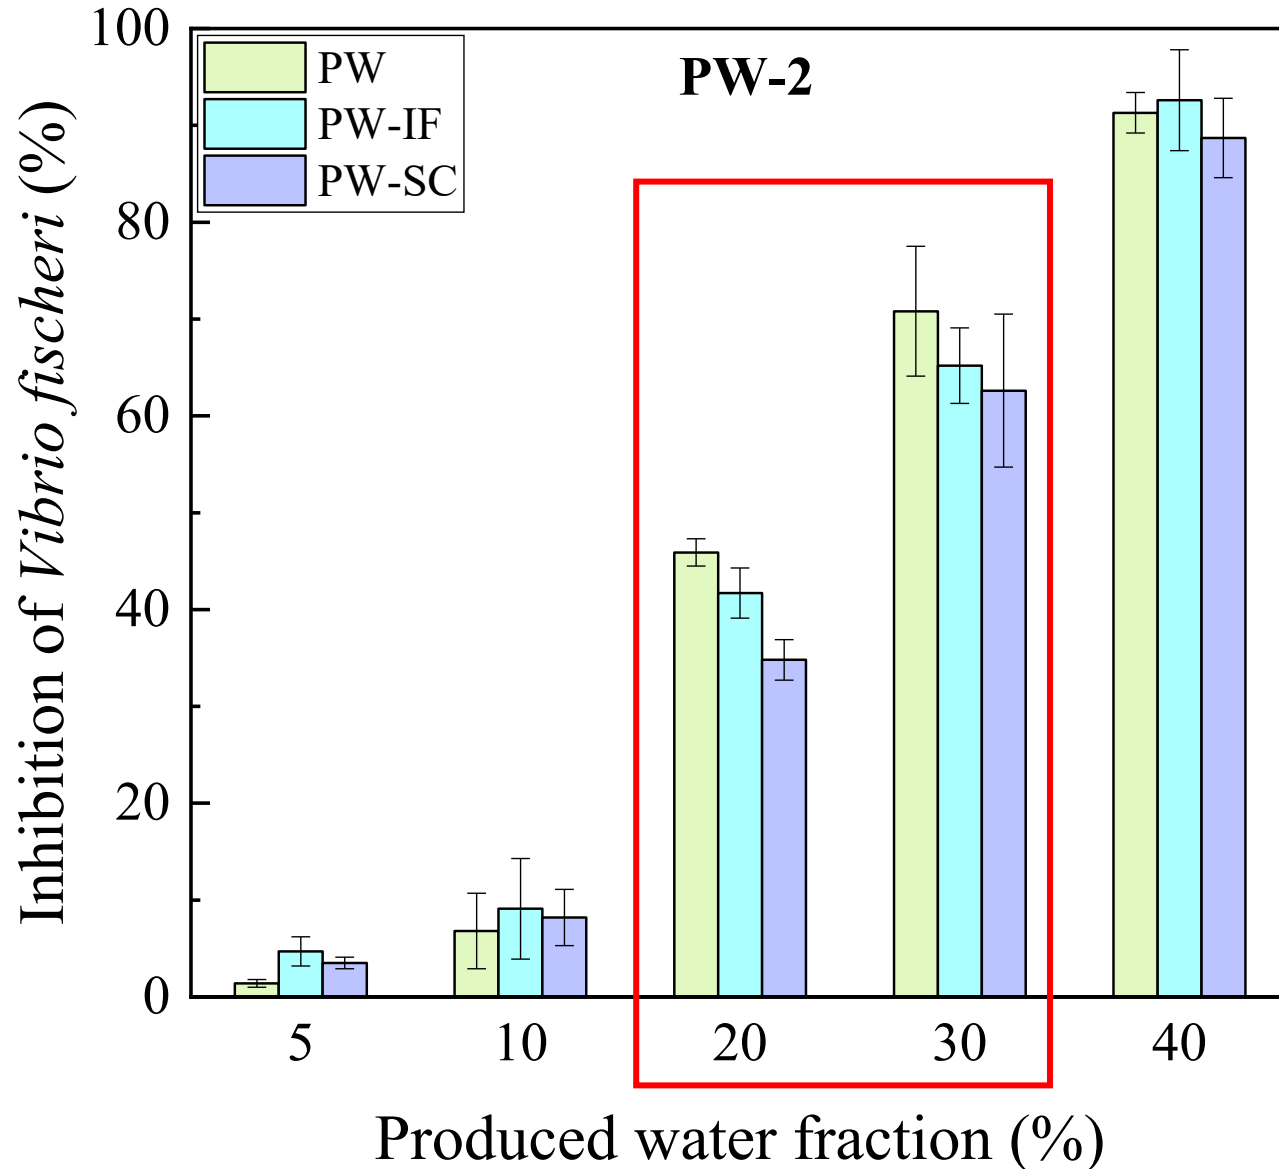 PW-2
PW
PW-IF
PW-SC
Inhibition of Vibrio fischeri (%)
100
80
60
40
20
0
5 10 20 30 40
Produced water fraction (%)